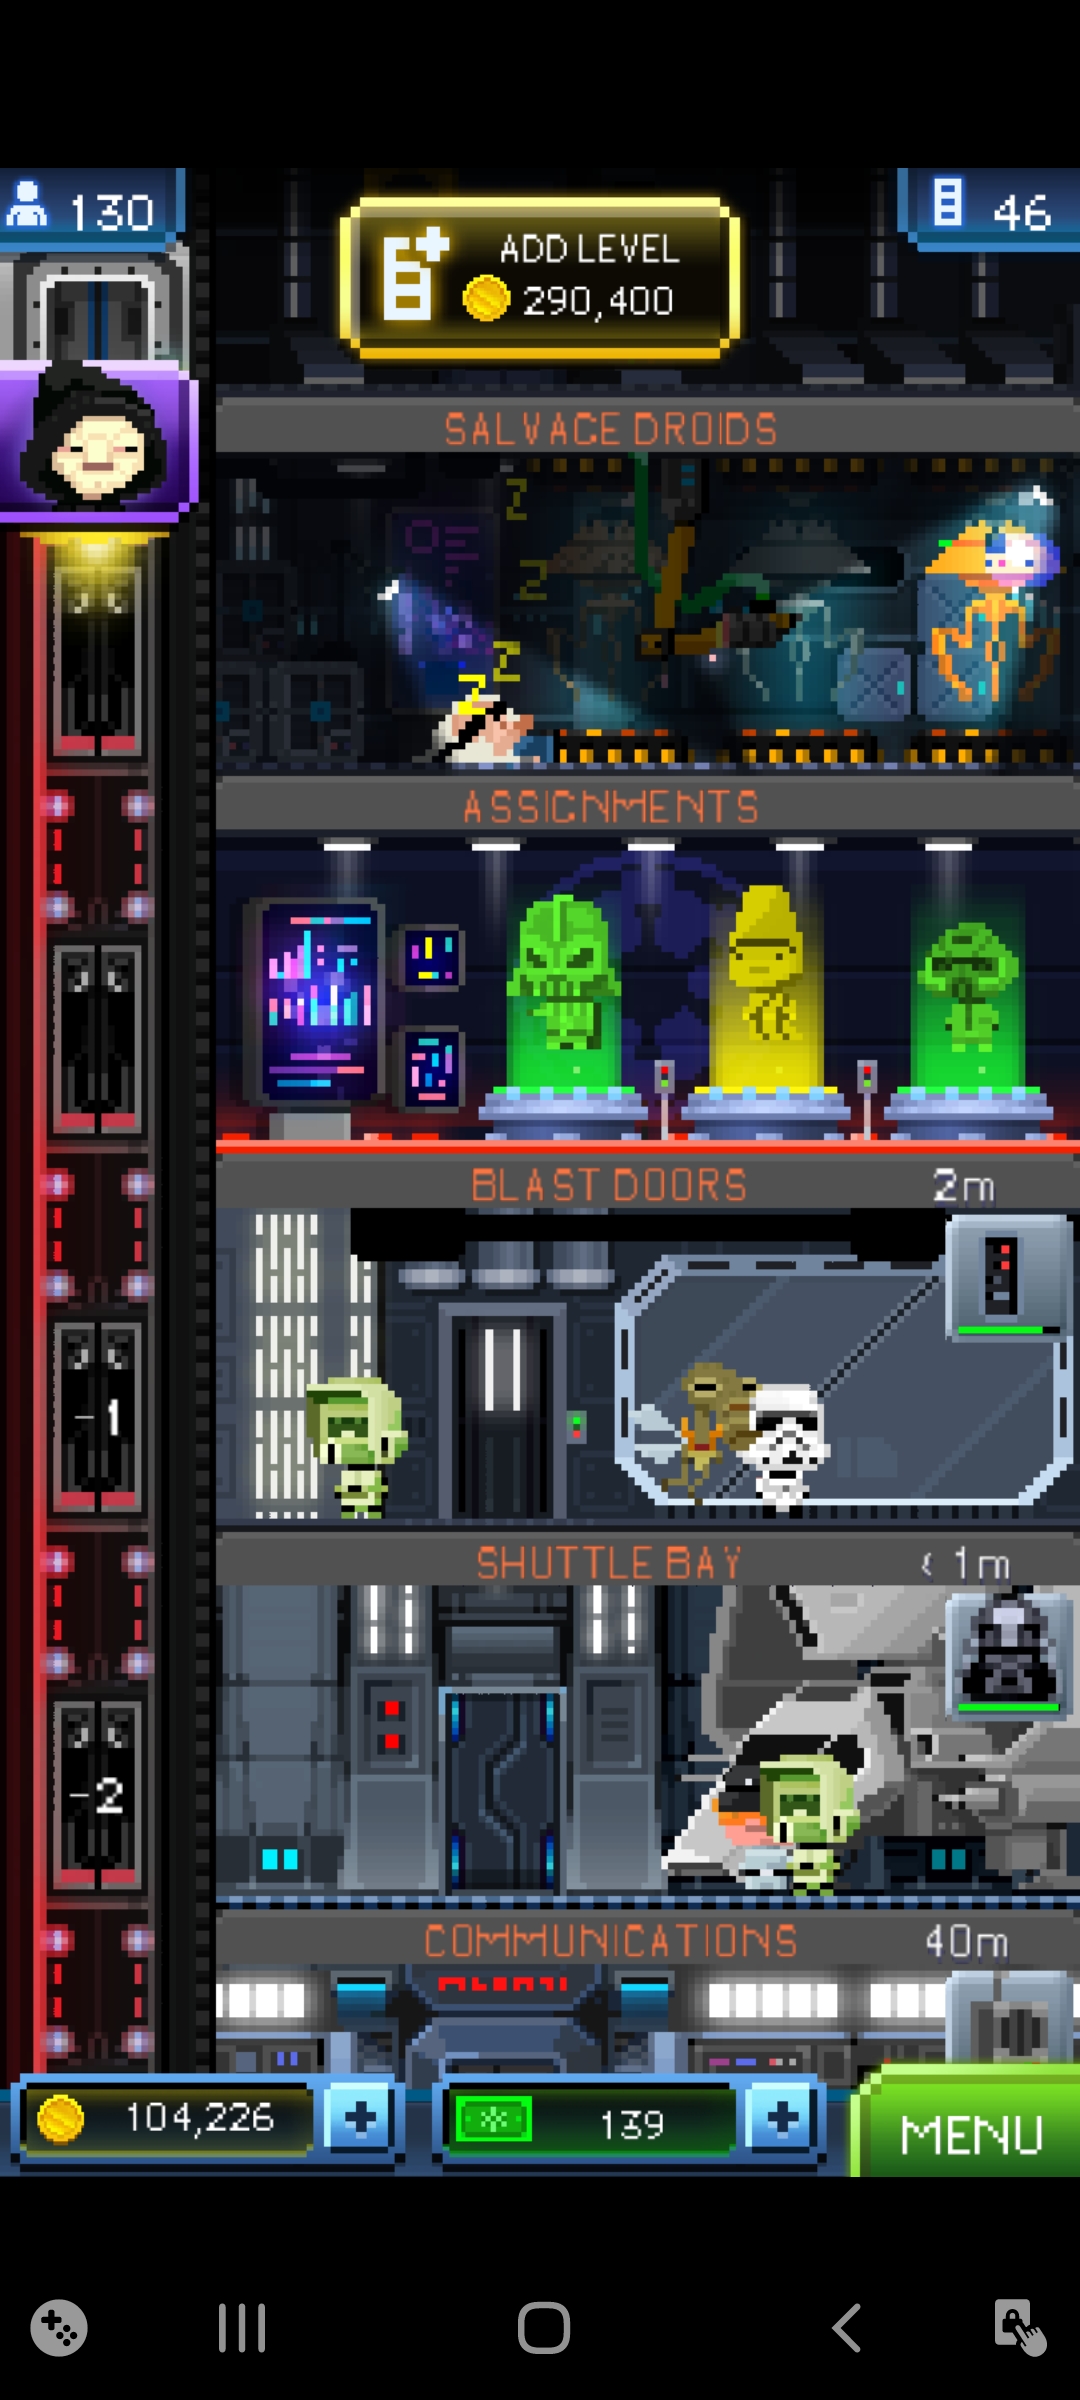 130
46
ADD LEVEL
290,400
SALVAGE DROIDS
Z
Z
Z
Z
ASSIGNMENTS
BLAST DOORS 2m
-1
SHUTTLE BAY < 1m
-2
COMMUNICATIONS 40m
104,226
139
MENU